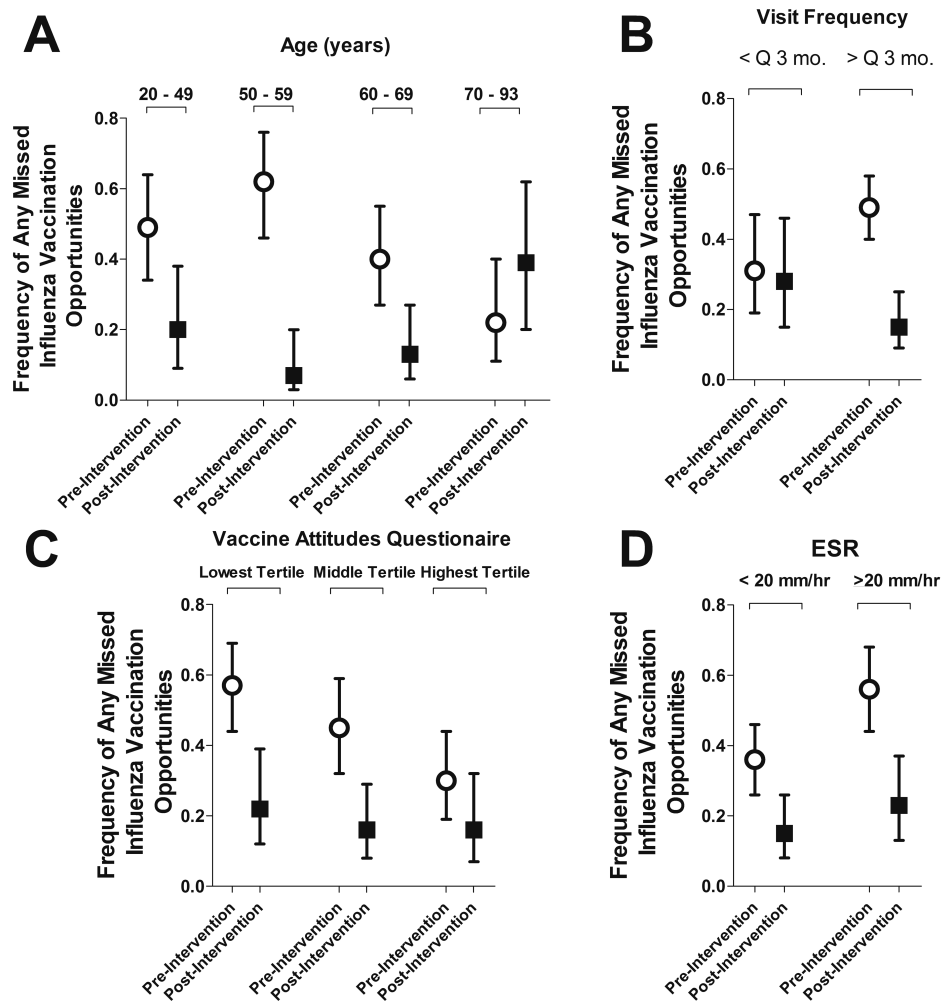 A
Age (years)
20 - 49
50 - 59
60 - 69
70 - 93
Frequency of Any Missed
Influenza Vaccination
Opportunities
0.8
0.6
0.4
0.2
0.0
Pre-Intervention
Post-Intervention
Pre-Intervention
Post-Intervention
Pre-Intervention
Post-Intervention
Pre-Intervention
Post-Intervention
B
Visit Frequency
< Q 3 mo.
> Q 3 mo.
Frequency of Any Missed
Influenza Vaccination
Opportunities
0.8
0.6
0.4
0.2
0.0
Pre-Intervention
Post-Intervention
Pre-Intervention
Post-Intervention
C
Vaccine Attitudes Questionaire
Lowest Tertile
Middle Tertile
Highest Tertile
Frequency of Any Missed
Influenza Vaccination
Opportunities
0.8
0.6
0.4
0.2
0.0
Pre-Intervention
Post-Intervention
Pre-Intervention
Post-Intervention
Pre-Intervention
Post-Intervention
D
ESR
< 20 mm/hr
>20 mm/hr
Frequency of Any Missed
Influenza Vaccination
Opportunities
0.8
0.6
0.4
0.2
0.0
Pre-Intervention
Post-Intervention
Pre-Intervention
Post-Intervention